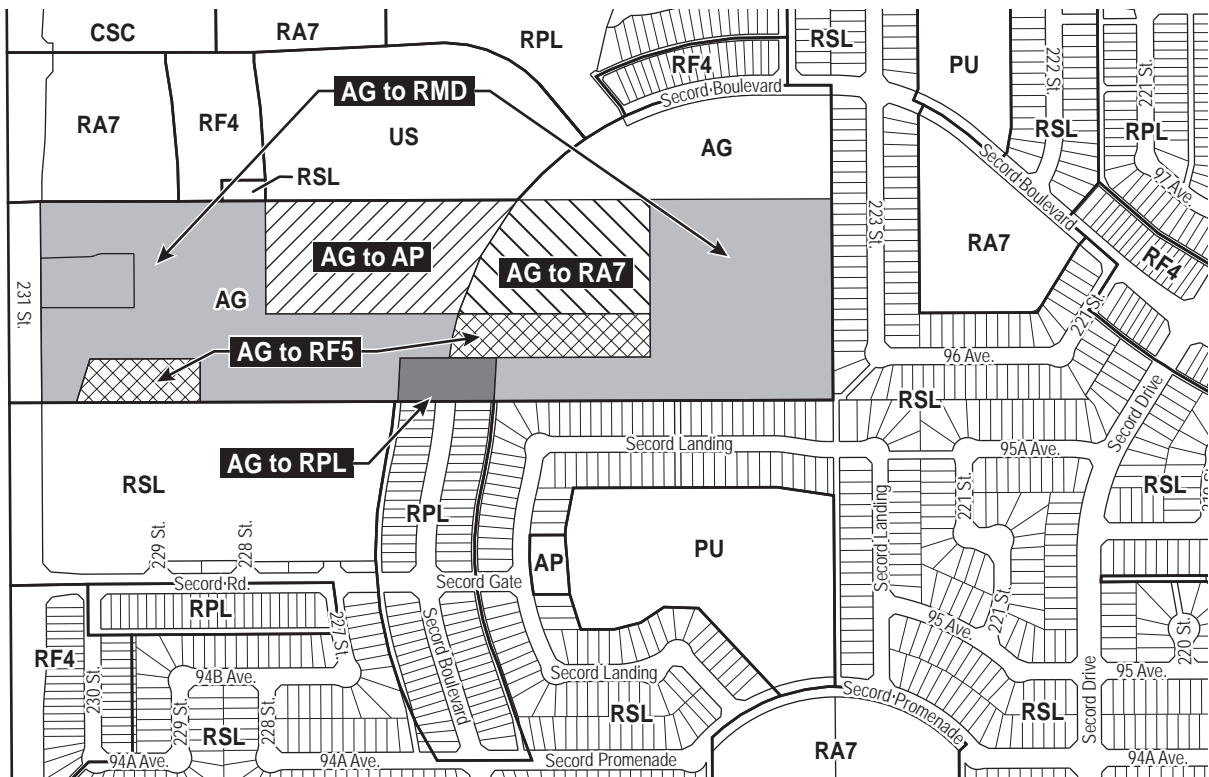 CSC
RA7
RPL
RSL
PU
222 St.
221 St.
RF4
Secord Boulevard
AG to RMD
RA7
RF4
US
AG
RSL
RPL
RSL
Secord Boulevard
97 Ave.
223 St.
RA7
RF4
AG to AP
AG to RA7
231 St.
AG
221 St.
AG to RF5
96 Ave.
RSL
Secord Drive
AG to RPL
Secord Landing
95A Ave.
RSL
RSL
RPL
221 St.
219 St.
Secord Landing
229 St.
228 St.
PU
AP
Secord Rd.
Secord Gate
RPL
227 St.
Secord Boulevard
95 Ave.
221 St.
220 St.
RF4
230 St.
94B Ave.
Secord Landing
95 Ave.
229 St.
228 St.
RSL
RSL
Secord Promenade
RSL
Secord Drive
94A Ave.
94A Ave.
Secord Promenade
RA7
94A Ave.